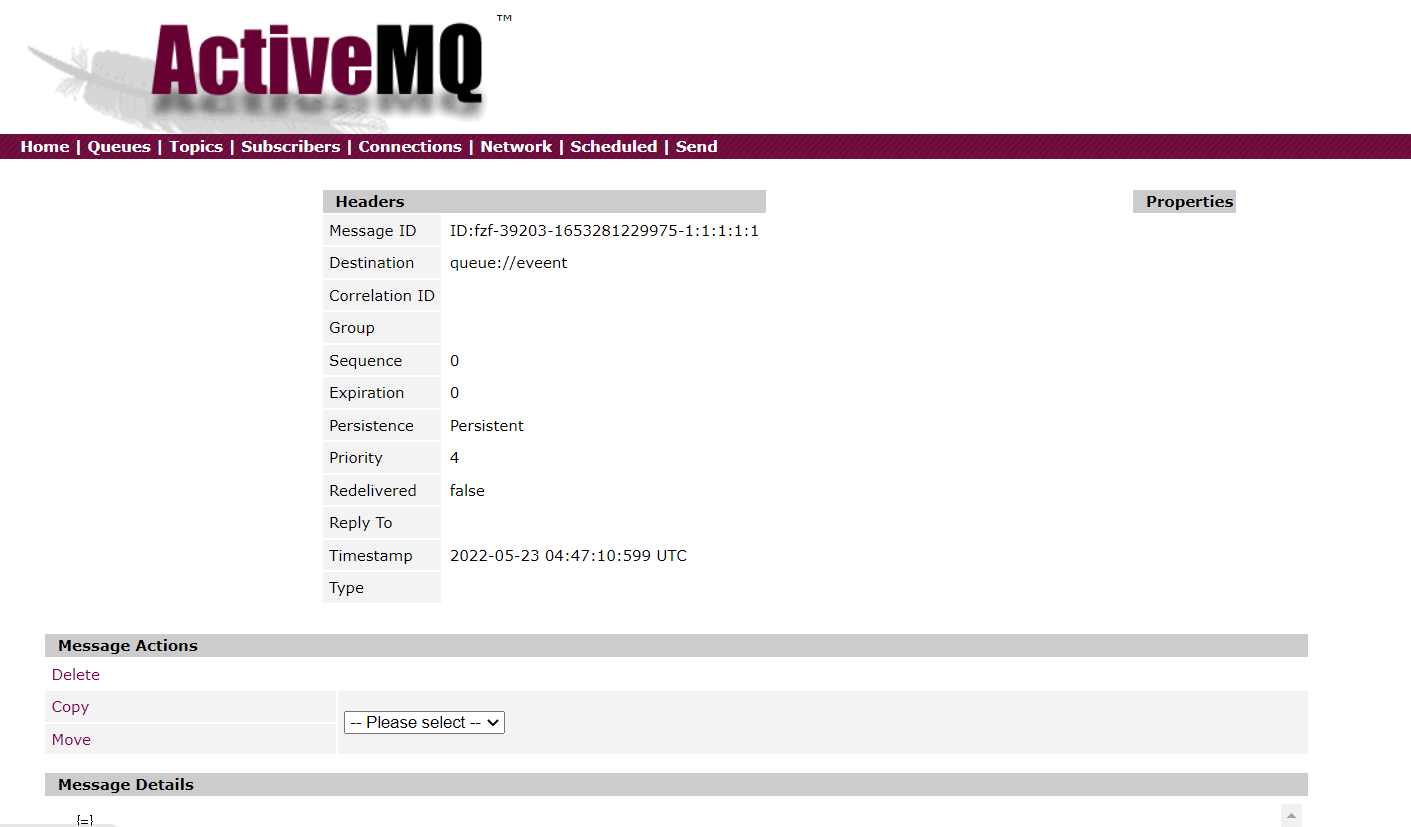 ActiveMQ™
Home | Queues | Topics | Subscribers | Connections | Network | Scheduled | Send
Headers
Message ID ID:fzf-39203-1653281229975-1:1:1:1:1
Destination queue://eveent
Correlation ID
Group
Sequence 0
Expiration 0
Persistence Persistent
Priority 4
Redelivered false
Reply To
Timestamp 2022-05-23 04:47:10:599 UTC
Type
Properties
Message Actions
Delete
Copy
-- Please select --
Move
Message Details